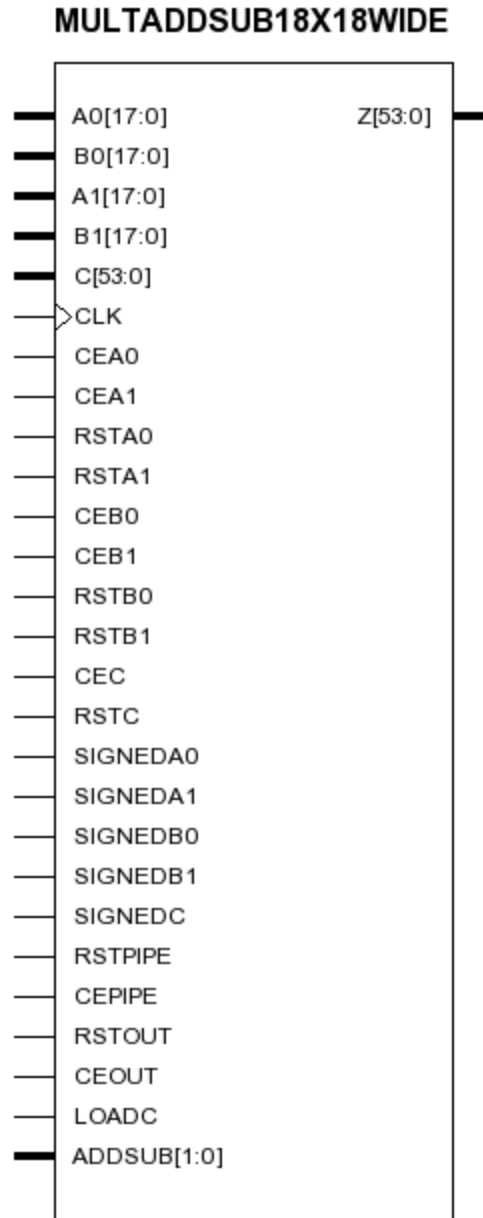 MULTADDSUB18X18WIDE
A0[17:0] Z[53:0]
B0[17:0]
A1[17:0]
B1[17:0]
C[53:0]
CLK
CEA0
CEA1
RSTA0
RSTA1
CEB0
CEB1
RSTB0
RSTB1
CEC
RSTC
SIGNEDA0
SIGNEDA1
SIGNEDB0
SIGNEDB1
SIGNEDC
RSTPIPE
CEPIPE
RSTOUT
CEOUT
LOADC
ADDSUB[1:0]